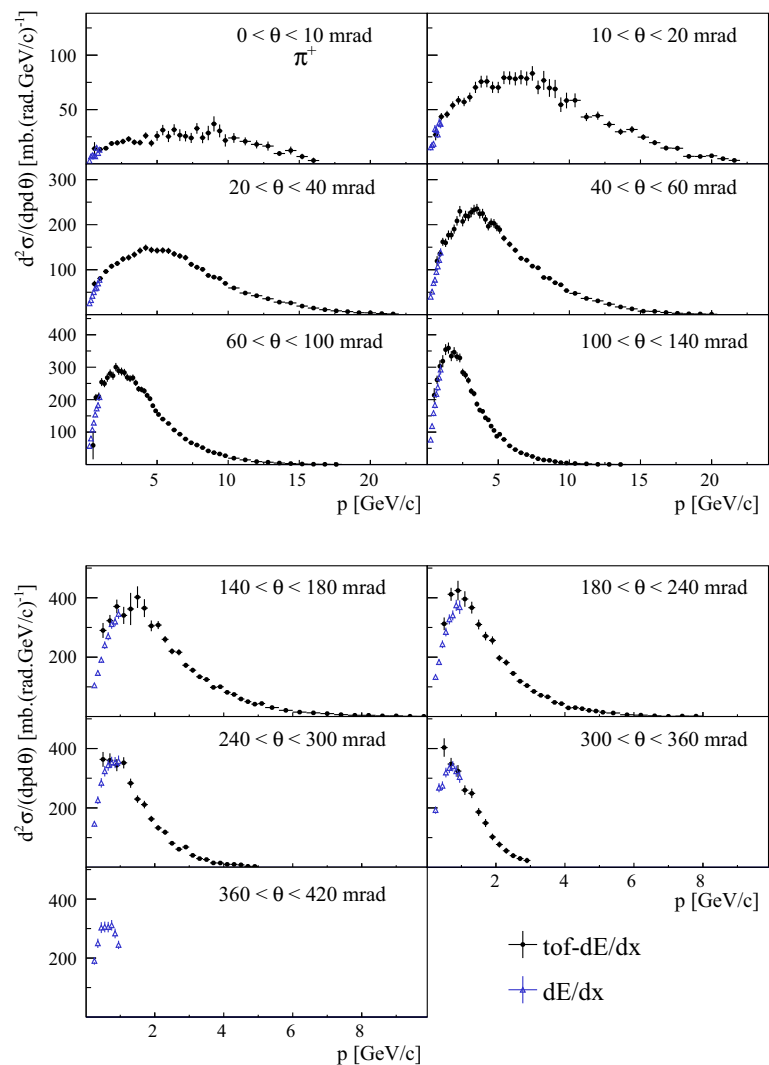 0 < θ < 10 mrad
π⁺
10 < θ < 20 mrad
100
75
50
25
20 < θ < 40 mrad
40 < θ < 60 mrad
300
200
100
60 < θ < 100 mrad
100 < θ < 140 mrad
400
300
200
100
d²σ/(dpdθ) [mb.(rad.GeV/c)⁻¹]
5 10 15 20
5 10 15 20
p [GeV/c]
p [GeV/c]
140 < θ < 180 mrad
180 < θ < 240 mrad
400
200
240 < θ < 300 mrad
300 < θ < 360 mrad
400
200
d²σ/(dpdθ) [mb.(rad.GeV/c)⁻¹]
2 4 6 8
p [GeV/c]
360 < θ < 420 mrad
400
200
tof-dE/dx
dE/dx
2 4 6 8
p [GeV/c]